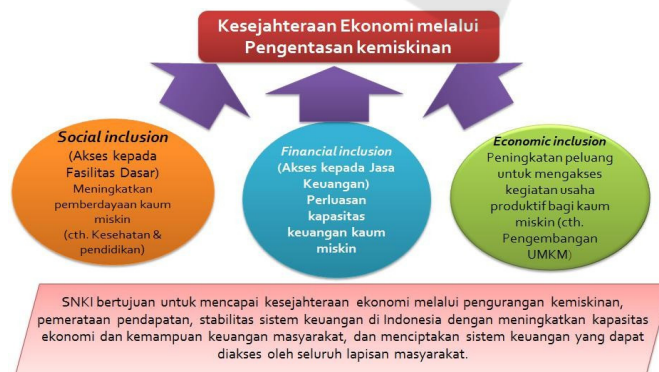 Kesejahteraan Ekonomi melalui
Pengentasan kemiskinan
Social inclusion
(Akses kepada
Fasilitas Dasar)
Meningkatkan
pemberdayaan kaum
miskin
(cth. Kesehatan &
pendidikan)
Financial inclusion
(Akses kepada Jasa
Keuangan)
Perluasan
kapasitas
keuangan kaum
miskin
Economic inclusion
Peningkatan peluang
untuk mengakses
kegiatan usaha
produktif bagi kaum
miskin (cth.
Pengembangan
UMKM)
SNKI bertujuan untuk mencapai kesejahteraan ekonomi melalui pengurangan kemiskinan,
pemerataan pendapatan, stabilitas sistem keuangan di Indonesia dengan meningkatkan kapasitas
ekonomi dan kemampuan keuangan masyarakat, dan menciptakan sistem keuangan yang dapat
diakses oleh seluruh lapisan masyarakat.